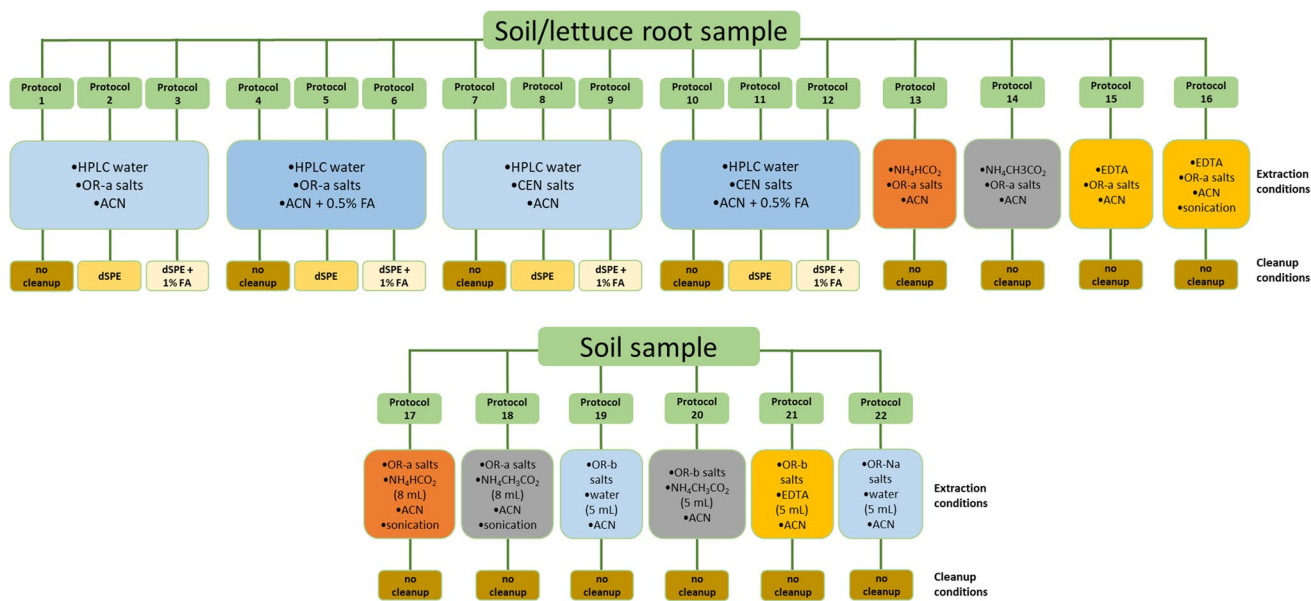 Soil/lettuce root sample
Protocol
1
Protocol
2
Protocol
3
Protocol
4
Protocol
5
Protocol
6
Protocol
7
Protocol
8
Protocol
9
Protocol
10
Protocol
11
Protocol
12
Protocol
13
Protocol
14
Protocol
15
Protocol
16
•HPLC water
•OR-a salts
•ACN
•HPLC water
•OR-a salts
•ACN + 0.5% FA
•HPLC water
•CEN salts
•ACN
•HPLC water
•CEN salts
•ACN + 0.5% FA
•NH₄HCO₂
•OR-a salts
•ACN
•NH₄CH3CO₂
•OR-a salts
•ACN
•EDTA
•OR-a salts
•ACN
•EDTA
•OR-a salts
•ACN
•sonication
Extraction
conditions
no
cleanup
dSPE
dSPE +
1% FA
no
cleanup
dSPE
dSPE +
1% FA
no
cleanup
dSPE
dSPE +
1% FA
no
cleanup
dSPE
dSPE +
1% FA
no
cleanup
no
cleanup
no
cleanup
no
cleanup
Cleanup
conditions
Soil sample
Protocol
17
Protocol
18
Protocol
19
Protocol
20
Protocol
21
Protocol
22
•OR-a salts
•NH₄HCO₂
(8 mL)
•ACN
•sonication
•OR-a salts
•NH₄CH₃CO₂
(8 mL)
•ACN
•sonication
•OR-b
salts
•water
(5 mL)
•ACN
•OR-b salts
•NH₄CH₃CO₂
(5 mL)
•ACN
•OR-b
salts
•EDTA
(5 mL)
•ACN
•OR-Na
salts
•water
(5 mL)
•ACN
Extraction
conditions
no
cleanup
no
cleanup
no
cleanup
no
cleanup
no
cleanup
no
cleanup
Cleanup
conditions